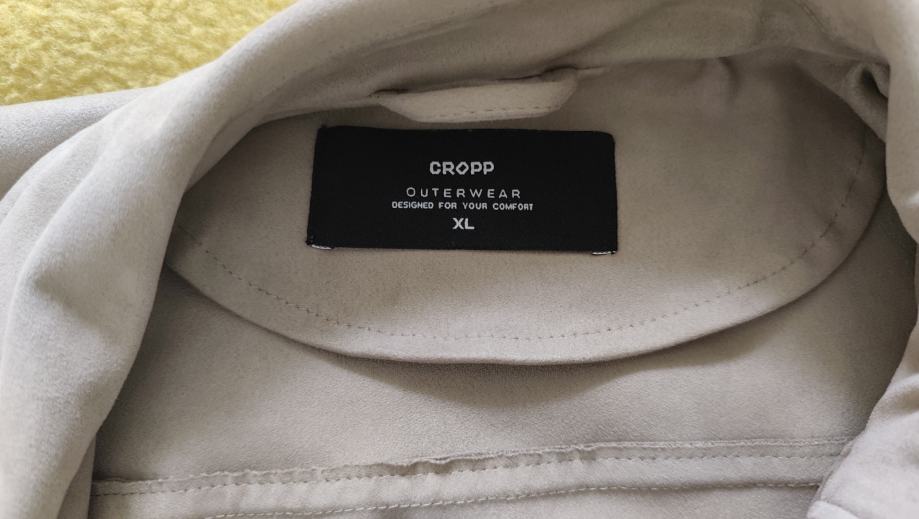 CROPP
OUTERWEAR
DESIGNED FOR YOUR COMFORT
XL